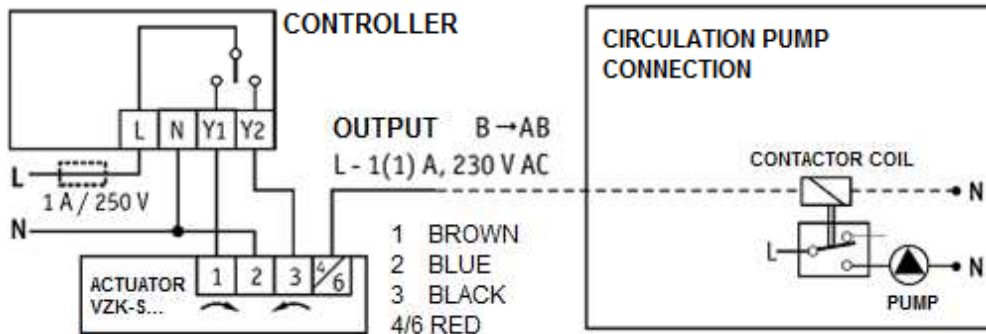 CONTROLLER
L N Y1 Y2
L
1 A / 250 V
N
ACTUATOR
VZK-S...
1 2 3 4/6
OUTPUT B→AB
L - 1(1) A, 230 V AC
1 BROWN
2 BLUE
3 BLACK
4/6 RED
CIRCULATION PUMP
CONNECTION
CONTACTOR COIL
N
L
N
PUMP